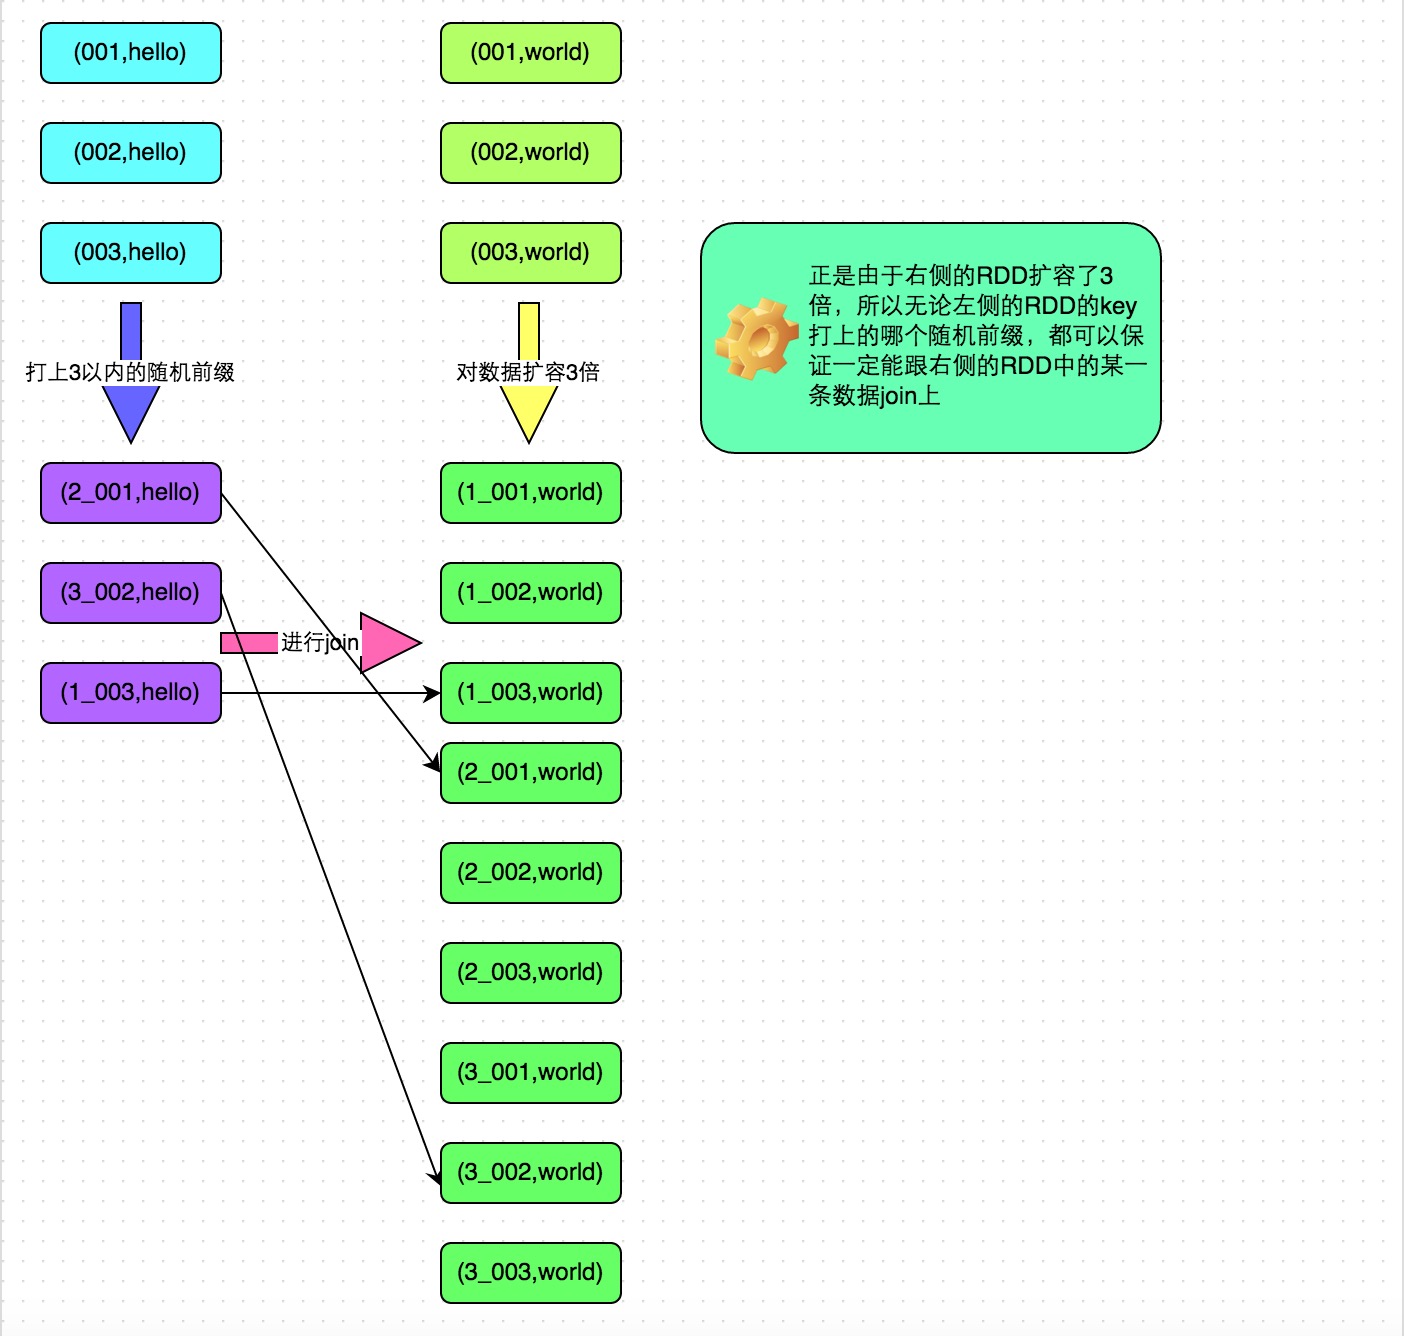 (001,hello)
(001,world)
(002,hello)
(002,world)
(003,hello)
(003,world)
正是由于右侧的RDD扩容了3
倍，所以无论左侧的RDD的key
打上的哪个随机前缀，都可以保
证一定能跟右侧的RDD中的某一
条数据join上
打上3以内的随机前缀
对数据扩容3倍
(2_001,hello)
(1_001,world)
(3_002,hello)
(1_002,world)
进行join
(1_003,hello)
(1_003,world)
(2_001,world)
(2_002,world)
(2_003,world)
(3_001,world)
(3_002,world)
(3_003,world)